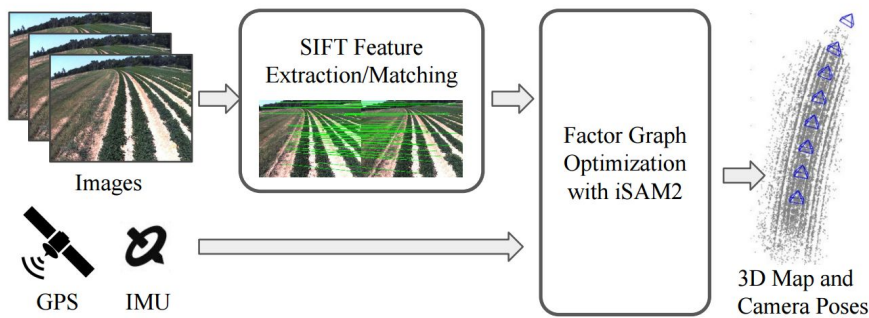 SIFT Feature
Extraction/Matching
Images
GPS
IMU
Factor Graph
Optimization
with iSAM2
3D Map and
Camera Poses